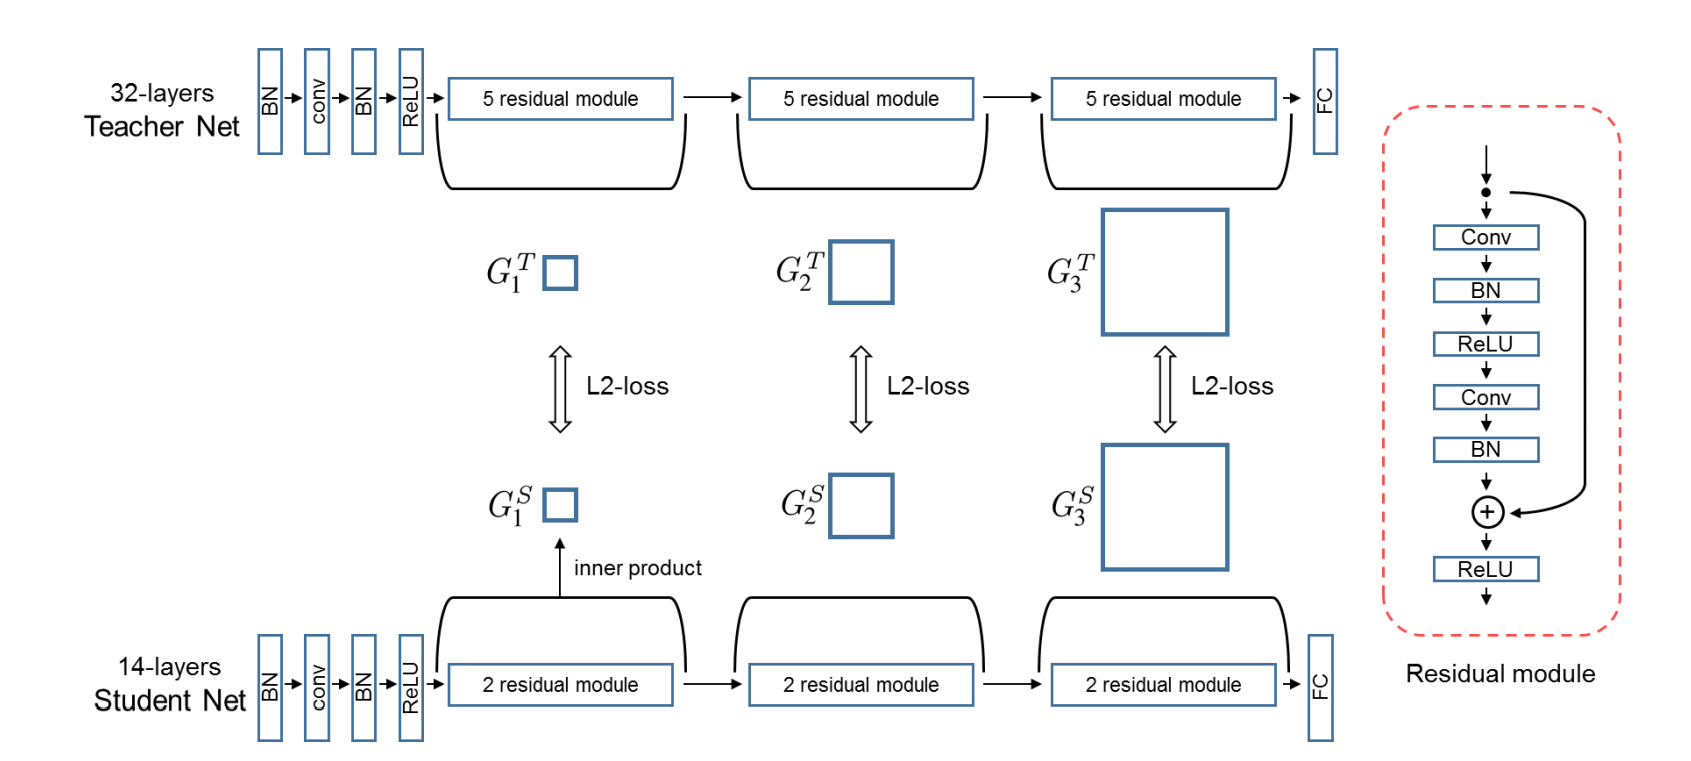 32-layers
Teacher Net
BN
conv
BN
ReLU
5 residual module
5 residual module
5 residual module
FC
G_1^T
G_2^T
G_3^T
L2-loss
L2-loss
L2-loss
G_1^S
G_2^S
G_3^S
inner product
14-layers
Student Net
BN
conv
BN
ReLU
2 residual module
2 residual module
2 residual module
FC
Conv
BN
ReLU
Conv
BN
+
ReLU
Residual module